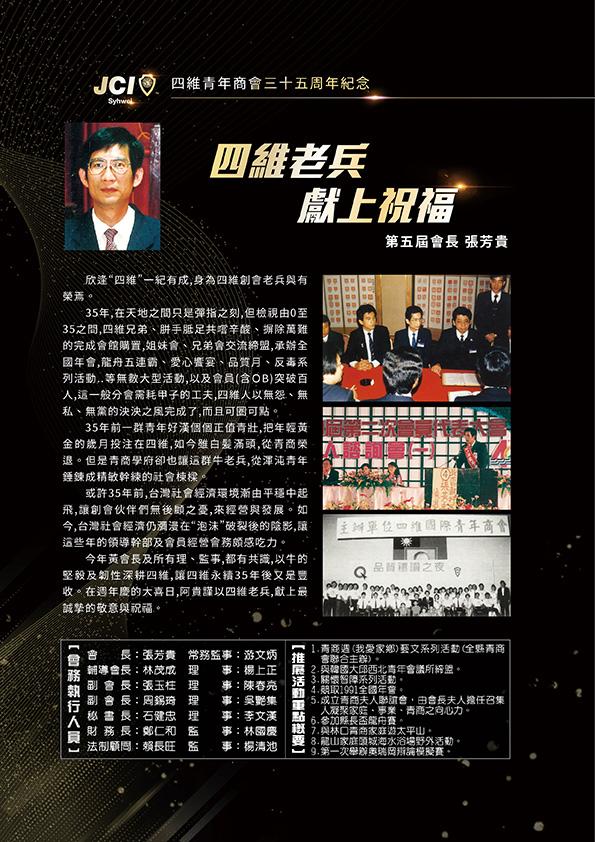 JCI
Syhwei
四維青年商會三十五周年紀念
四維老兵
獻上祝福
第五屆會長 張芳貴
欣逢“四維”一紀有成,身為四維創會老兵與有
榮焉。
35年,在天地之間只是彈指之刻,但檢視由0至
35之間,四維兄弟、胼手胝足共嚐辛酸、摒除萬難
的完成會館購置,姐妹會、兄弟會交流締盟,承辦全
國年會,龍舟五連霸、愛心饗宴、品質月、反毒系
列活動..等無數大型活動,以及會員(含OB)突破百
人,這一般分會需耗甲子的工夫,四維人以無怨、無
私、無黨的泱泱之風完成了,而且可圈可點。
35年前一群青年好漢個個正值青壯,把年輕黃
金的歲月投注在四維,如今雖白髮滿頭,從青商榮
退。但是青商學府卻也讓這群牛老兵,從渾沌青年
錘鍊成精敏幹練的社會棟樑。
或許35年前,台灣社會經濟環境漸由平穩中起
飛,讓創會伙伴們無後顧之憂,來經營與發展。如
今,台灣社會經濟仍瀰漫在“泡沫”破裂後的陰影,讓
這些年的領導幹部及會員經營會務頗感吃力。
今年黃會長及所有理、監事,都有共識,以牛的
堅毅及韌性深耕四維,讓四維永續35年後又是豐
收。在週年慶的大喜日,阿貴謹以四維老兵,獻上最
誠摯的敬意與祝福。
第一次會員代表大會
人諮詢會(一)
主辦單位四維國際青年商會
品質禮讚之夜
【會務執行人員】
會　　長：張芳貴　常務監事：游文炳
輔導會長：林茂成　理　　事：楊上正
副 會 長：張玉柱　理　　事：陳春亮
副 會 長：周錫琦　理　　事：吳艷集
秘 書 長：石健忠　理　　事：李文漢
財 務 長：鄭仁和　監　　事：林國慶
法制顧問：賴長旺　監　　事：楊清池
【推展活動重點概要】
1.青商週(我愛家鄉)藝文系列活動(全縣青商
會聯合主辦)。
2.與韓國大邱西北青年會議所締盟。
3.關懷智障系列活動。
4.競取1991全國年會。
5.成立青商夫人聯誼會，由會長夫人擔任召集
人凝聚家庭、事業、青商之向心力。
6.參加縣長盃龍舟賽。
7.與林口青商家庭遊太平山。
8.龍山家庭頭城海水浴場野外活動。
9.第一次舉辦奧瑞岡辯論模擬賽。